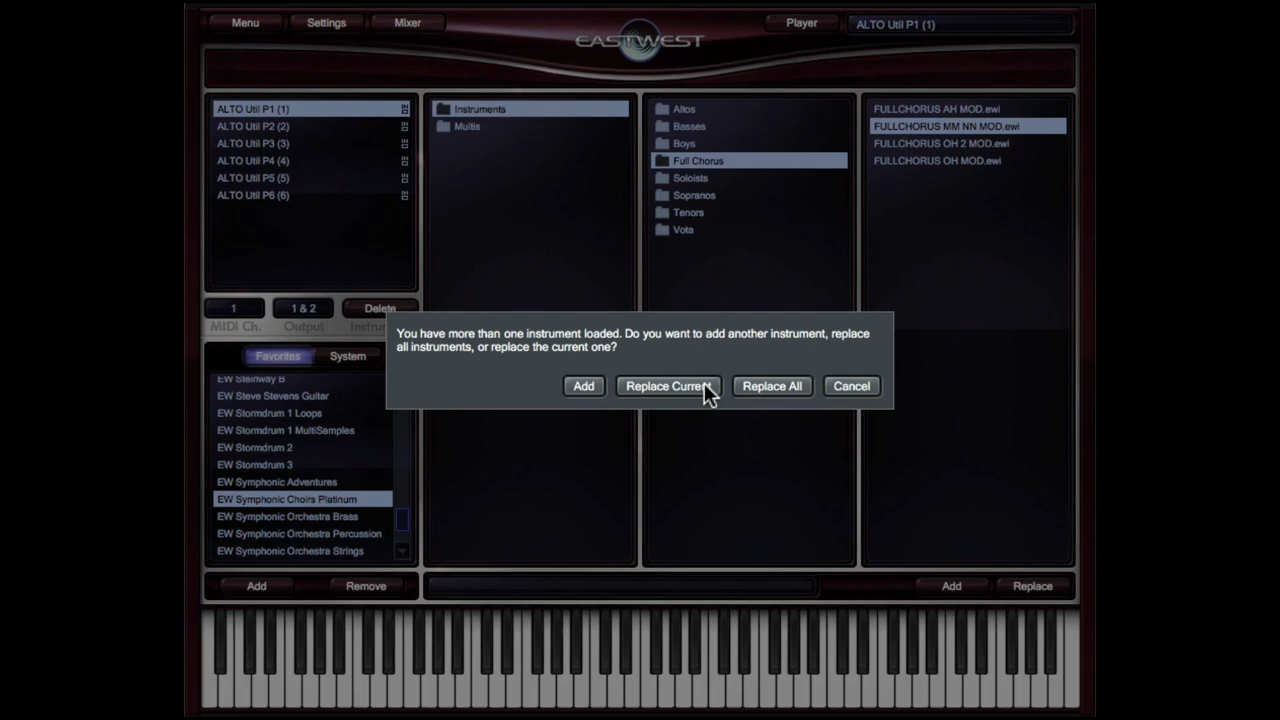 Menu
Settings
Mixer
EASTWEST
Player
ALTO Util P1 (1)
ALTO Util P1 (1)
ALTO Util P2 (2)
ALTO Util P3 (3)
ALTO Util P4 (4)
ALTO Util P5 (5)
ALTO Util P6 (6)
Instruments
Multis
Altos
Basses
Boys
Full Chorus
Soloists
Sopranos
Tenors
Vota
FULLCHORUS AH MOD.ewi
FULLCHORUS MM NN MOD.ewi
FULLCHORUS OH 2 MOD.ewi
FULLCHORUS OH MOD.ewi
1
1 & 2
Delete
MIDI Ch.
Output
You have more than one instrument loaded. Do you want to add another instrument, replace
all instruments, or replace the current one?
Add
Replace Current
Replace All
Cancel
Favorites
System
EW Steinway B
EW Steve Stevens Guitar
EW Stormdrum 1 Loops
EW Stormdrum 1 MultiSamples
EW Stormdrum 2
EW Stormdrum 3
EW Symphonic Adventures
EW Symphonic Choirs Platinum
EW Symphonic Orchestra Brass
EW Symphonic Orchestra Percussion
EW Symphonic Orchestra Strings
Add
Remove
Add
Replace